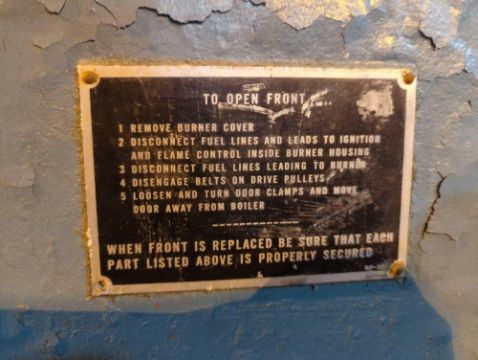 TO OPEN FRONT
1 REMOVE BURNER COVER
2 DISCONNECT FUEL LINES AND LEADS TO IGNITION
AND FLAME CONTROL INSIDE BURNER HOUSING
3 DISCONNECT FUEL LINES LEADING TO BURNER
4 DISENGAGE BELTS ON DRIVE PULLEYS
5 LOOSEN AND TURN DOOR CLAMPS AND MOVE
DOOR AWAY FROM BOILER
WHEN FRONT IS REPLACED BE SURE THAT EACH
PART LISTED ABOVE IS PROPERLY SECURED